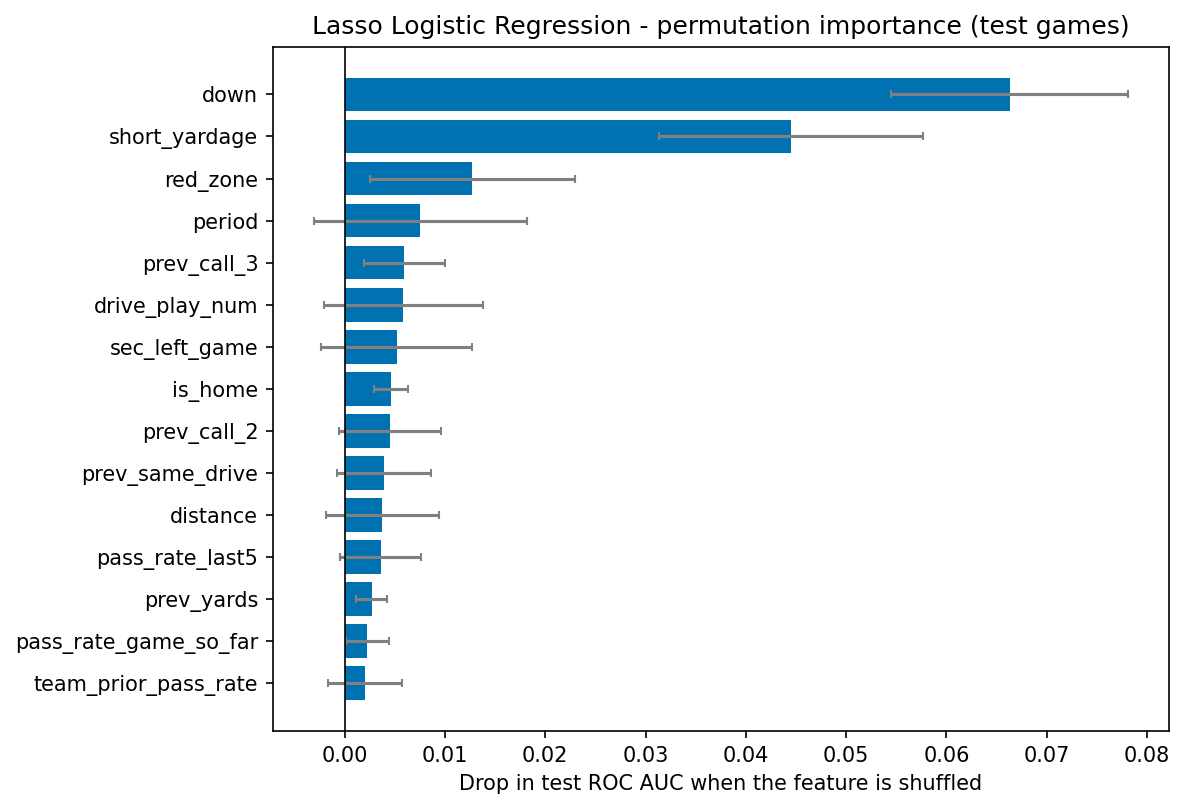 Lasso Logistic Regression - permutation importance (test games)
down
short_yardage
red_zone
period
prev_call_3
drive_play_num
sec_left_game
is_home
prev_call_2
prev_same_drive
distance
pass_rate_last5
prev_yards
pass_rate_game_so_far
team_prior_pass_rate
0.00 0.01 0.02 0.03 0.04 0.05 0.06 0.07 0.08
Drop in test ROC AUC when the feature is shuffled